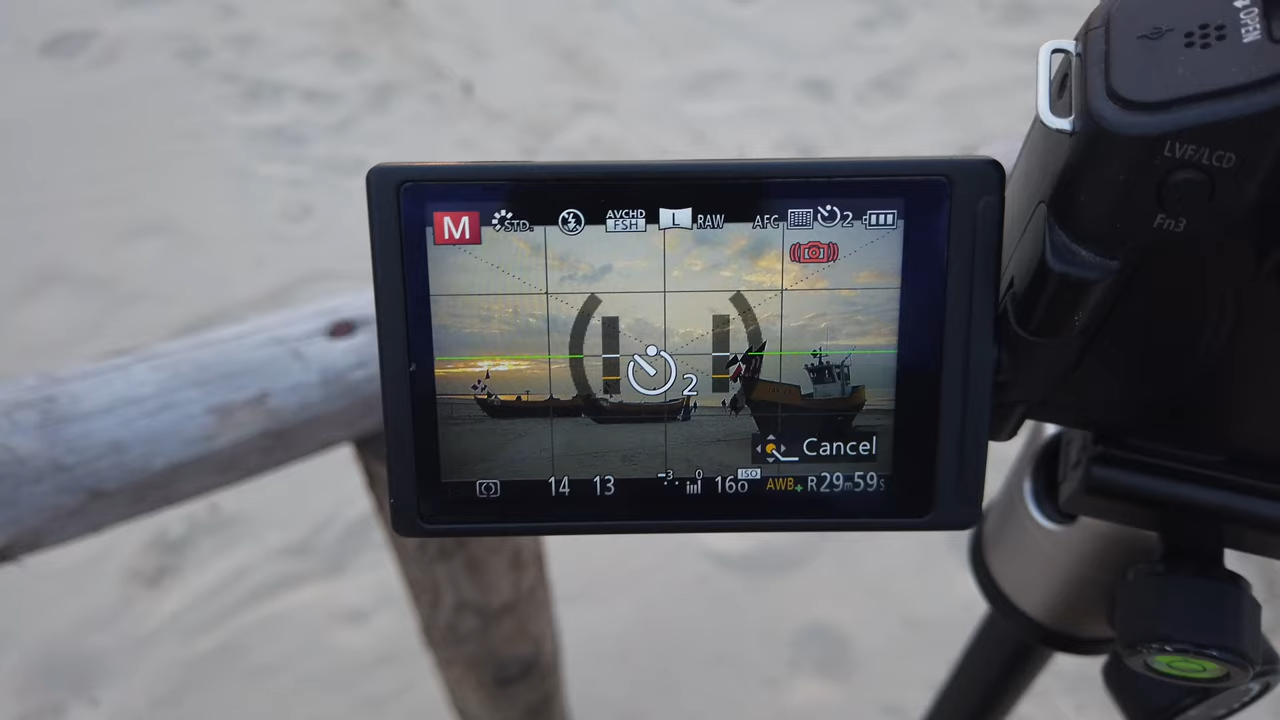 OPEN
LVF/LCD
Fn3
M STD. AVCHD FSH L RAW AFC 2
2
Cancel
14 13 -3 0 ISO 160 AWB R29m59s